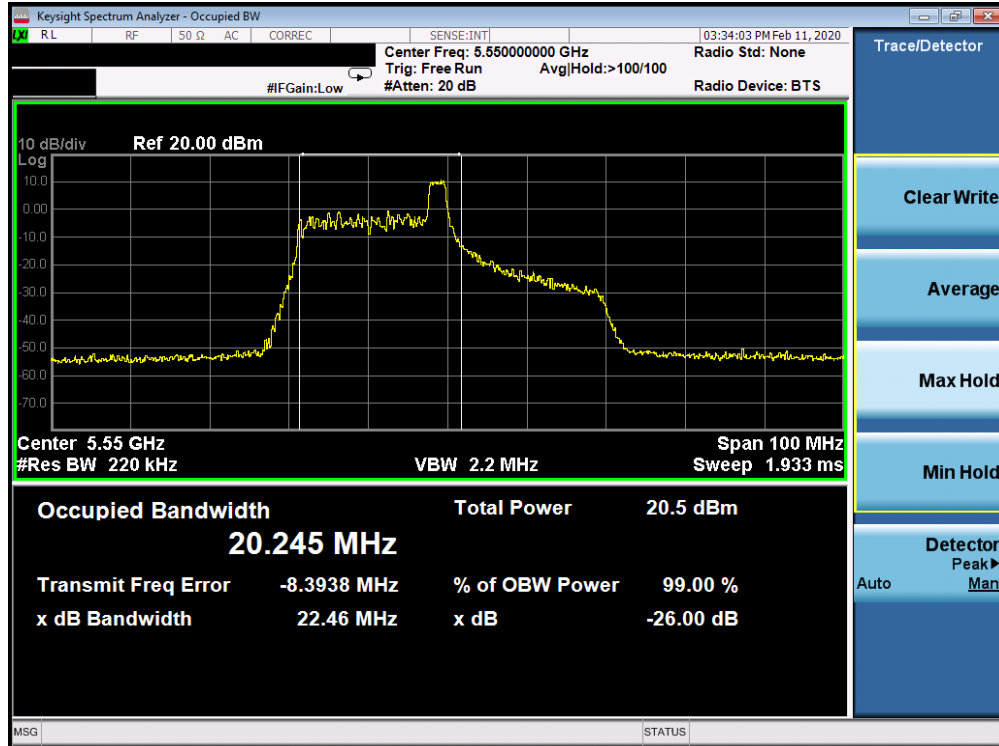 Keysight Spectrum Analyzer - Occupied BW
LXI RL RF 50 Ω AC CORREC SENSE:INT 03:34:03 PM Feb 11, 2020
Center Freq: 5.550000000 GHz Radio Std: None
Trig: Free Run Avg|Hold:>100/100
#IFGain:Low #Atten: 20 dB Radio Device: BTS
10 dB/div Ref 20.00 dBm
Log
10.0
0.00
-10.0
-20.0
-30.0
-40.0
-50.0
-60.0
-70.0
Center 5.55 GHz Span 100 MHz
#Res BW 220 kHz VBW 2.2 MHz Sweep 1.933 ms
Occupied Bandwidth Total Power 20.5 dBm
20.245 MHz
Transmit Freq Error -8.3938 MHz % of OBW Power 99.00 %
x dB Bandwidth 22.46 MHz x dB -26.00 dB
MSG STATUS
Trace/Detector
Clear Write
Average
Max Hold
Min Hold
Detector
Peak▶
Auto Man